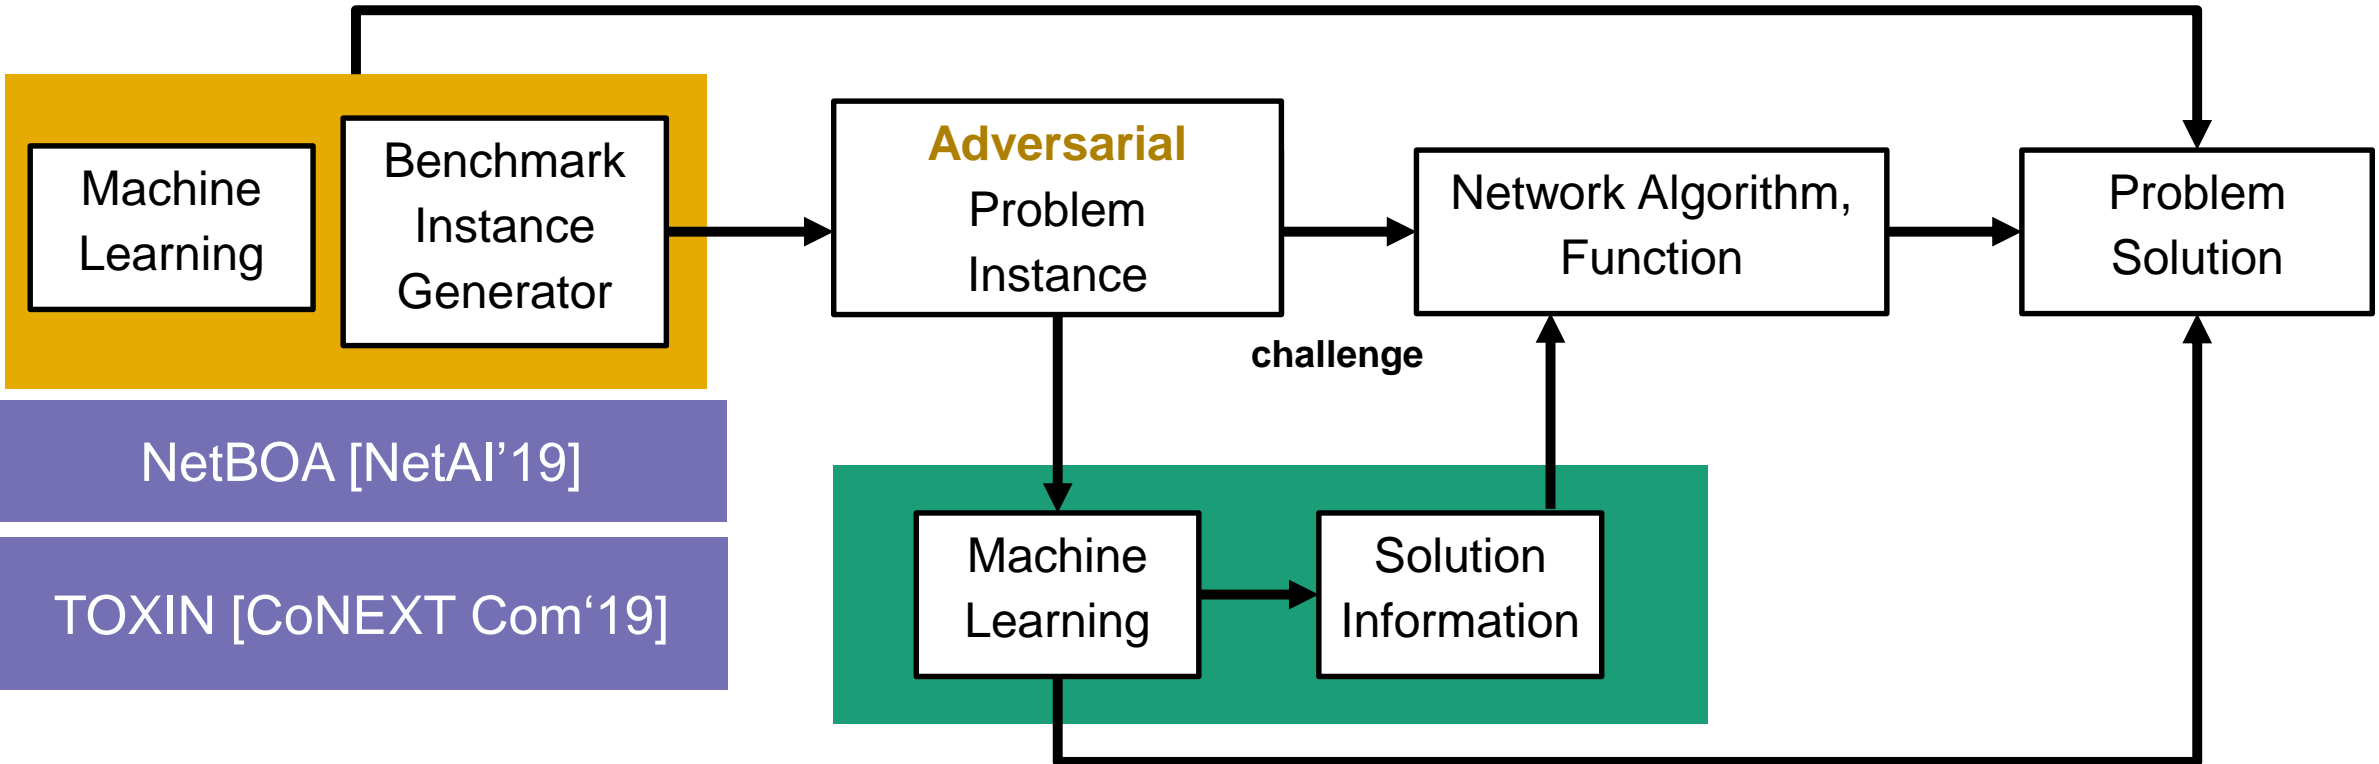 Machine
Learning
Benchmark
Instance
Generator
Adversarial
Problem
Instance
Network Algorithm,
Function
Problem
Solution
challenge
NetBOA [NetAI’19]
TOXIN [CoNEXT Com‘19]
Machine
Learning
Solution
Information